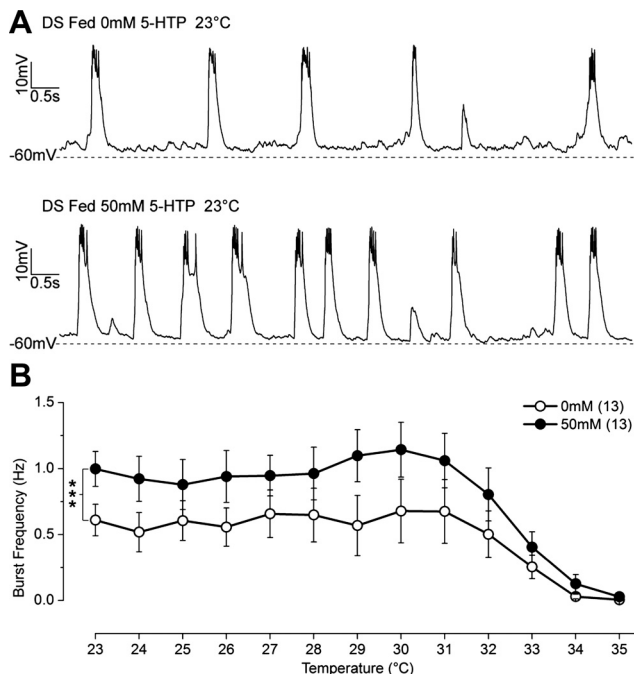 A
DS Fed 0mM 5-HTP 23°C
10mV
0.5s
-60mV
DS Fed 50mM 5-HTP 23°C
10mV
0.5s
-60mV
B
1.5
1.0
0.5
0.0
Burst Frequency (Hz)
***
0mM (13)
50mM (13)
23 24 25 26 27 28 29 30 31 32 33 34 35
Temperature (°C)